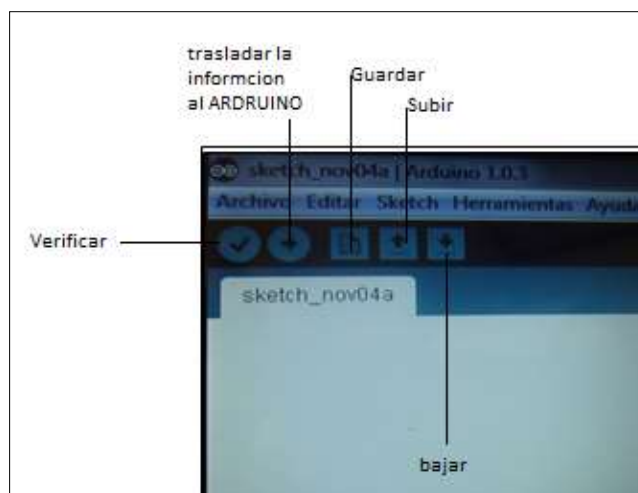 trasladar la
informcion
al ARDRUINO
Guardar
Subir
sketch_nov04a | Arduino 1.0.3
Archivo Editar Sketch Herramientas Ayuda
Verificar
sketch_nov04a
bajar